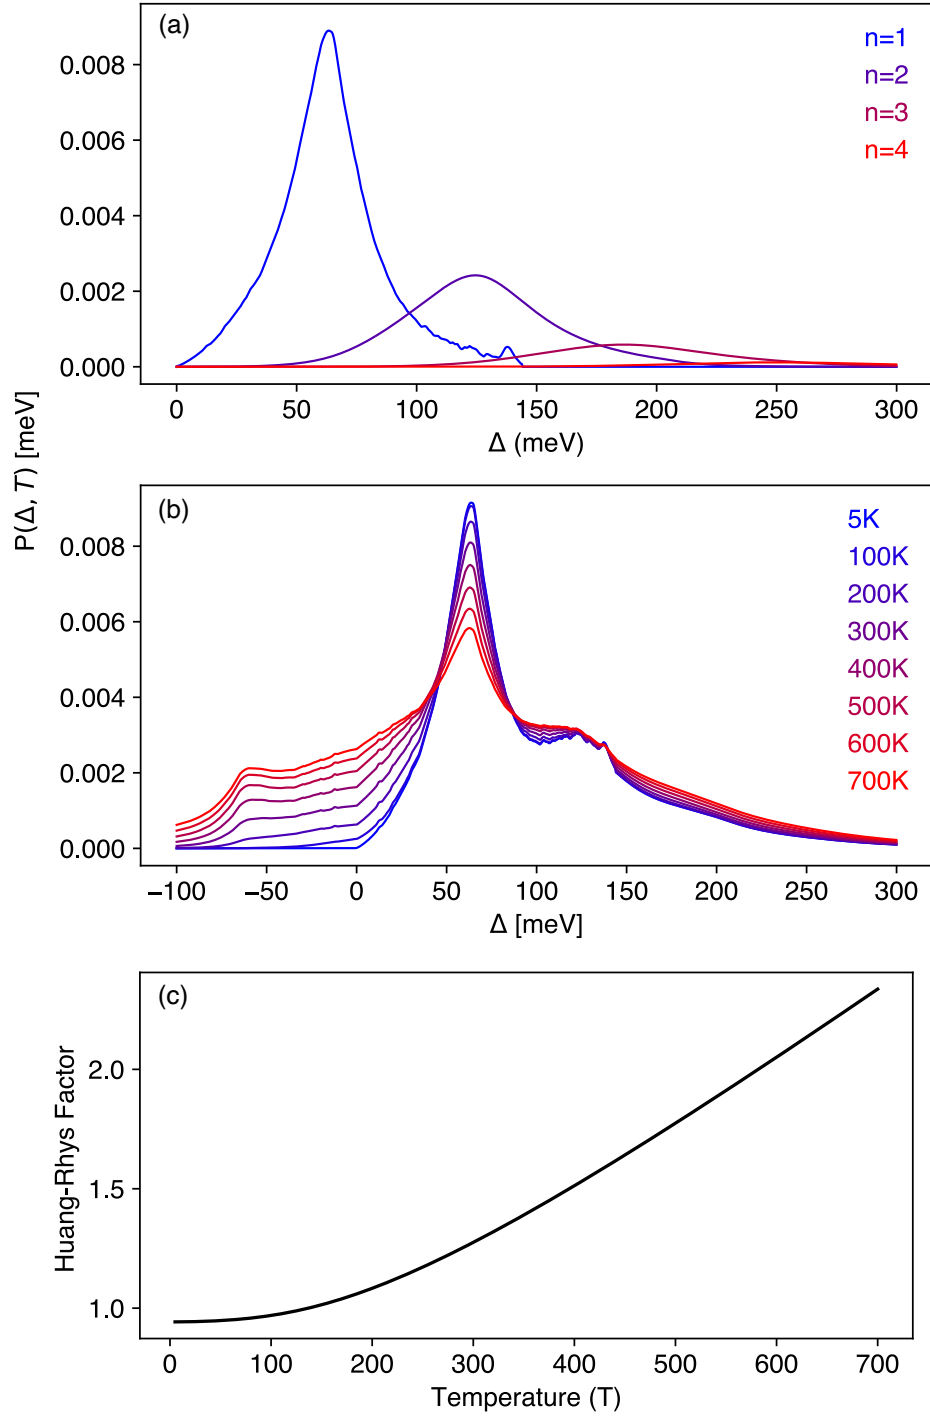 (a)
n=1
n=2
n=3
n=4
0.008
0.006
0.004
0.002
0.000
0 50 100 150 200 250 300
Δ (meV)
P(Δ, T) [meV]
(b)
5K
100K
200K
300K
400K
500K
600K
700K
0.008
0.006
0.004
0.002
0.000
−100 −50 0 50 100 150 200 250 300
Δ [meV]
(c)
2.0
1.5
1.0
Huang-Rhys Factor
0 100 200 300 400 500 600 700
Temperature (T)